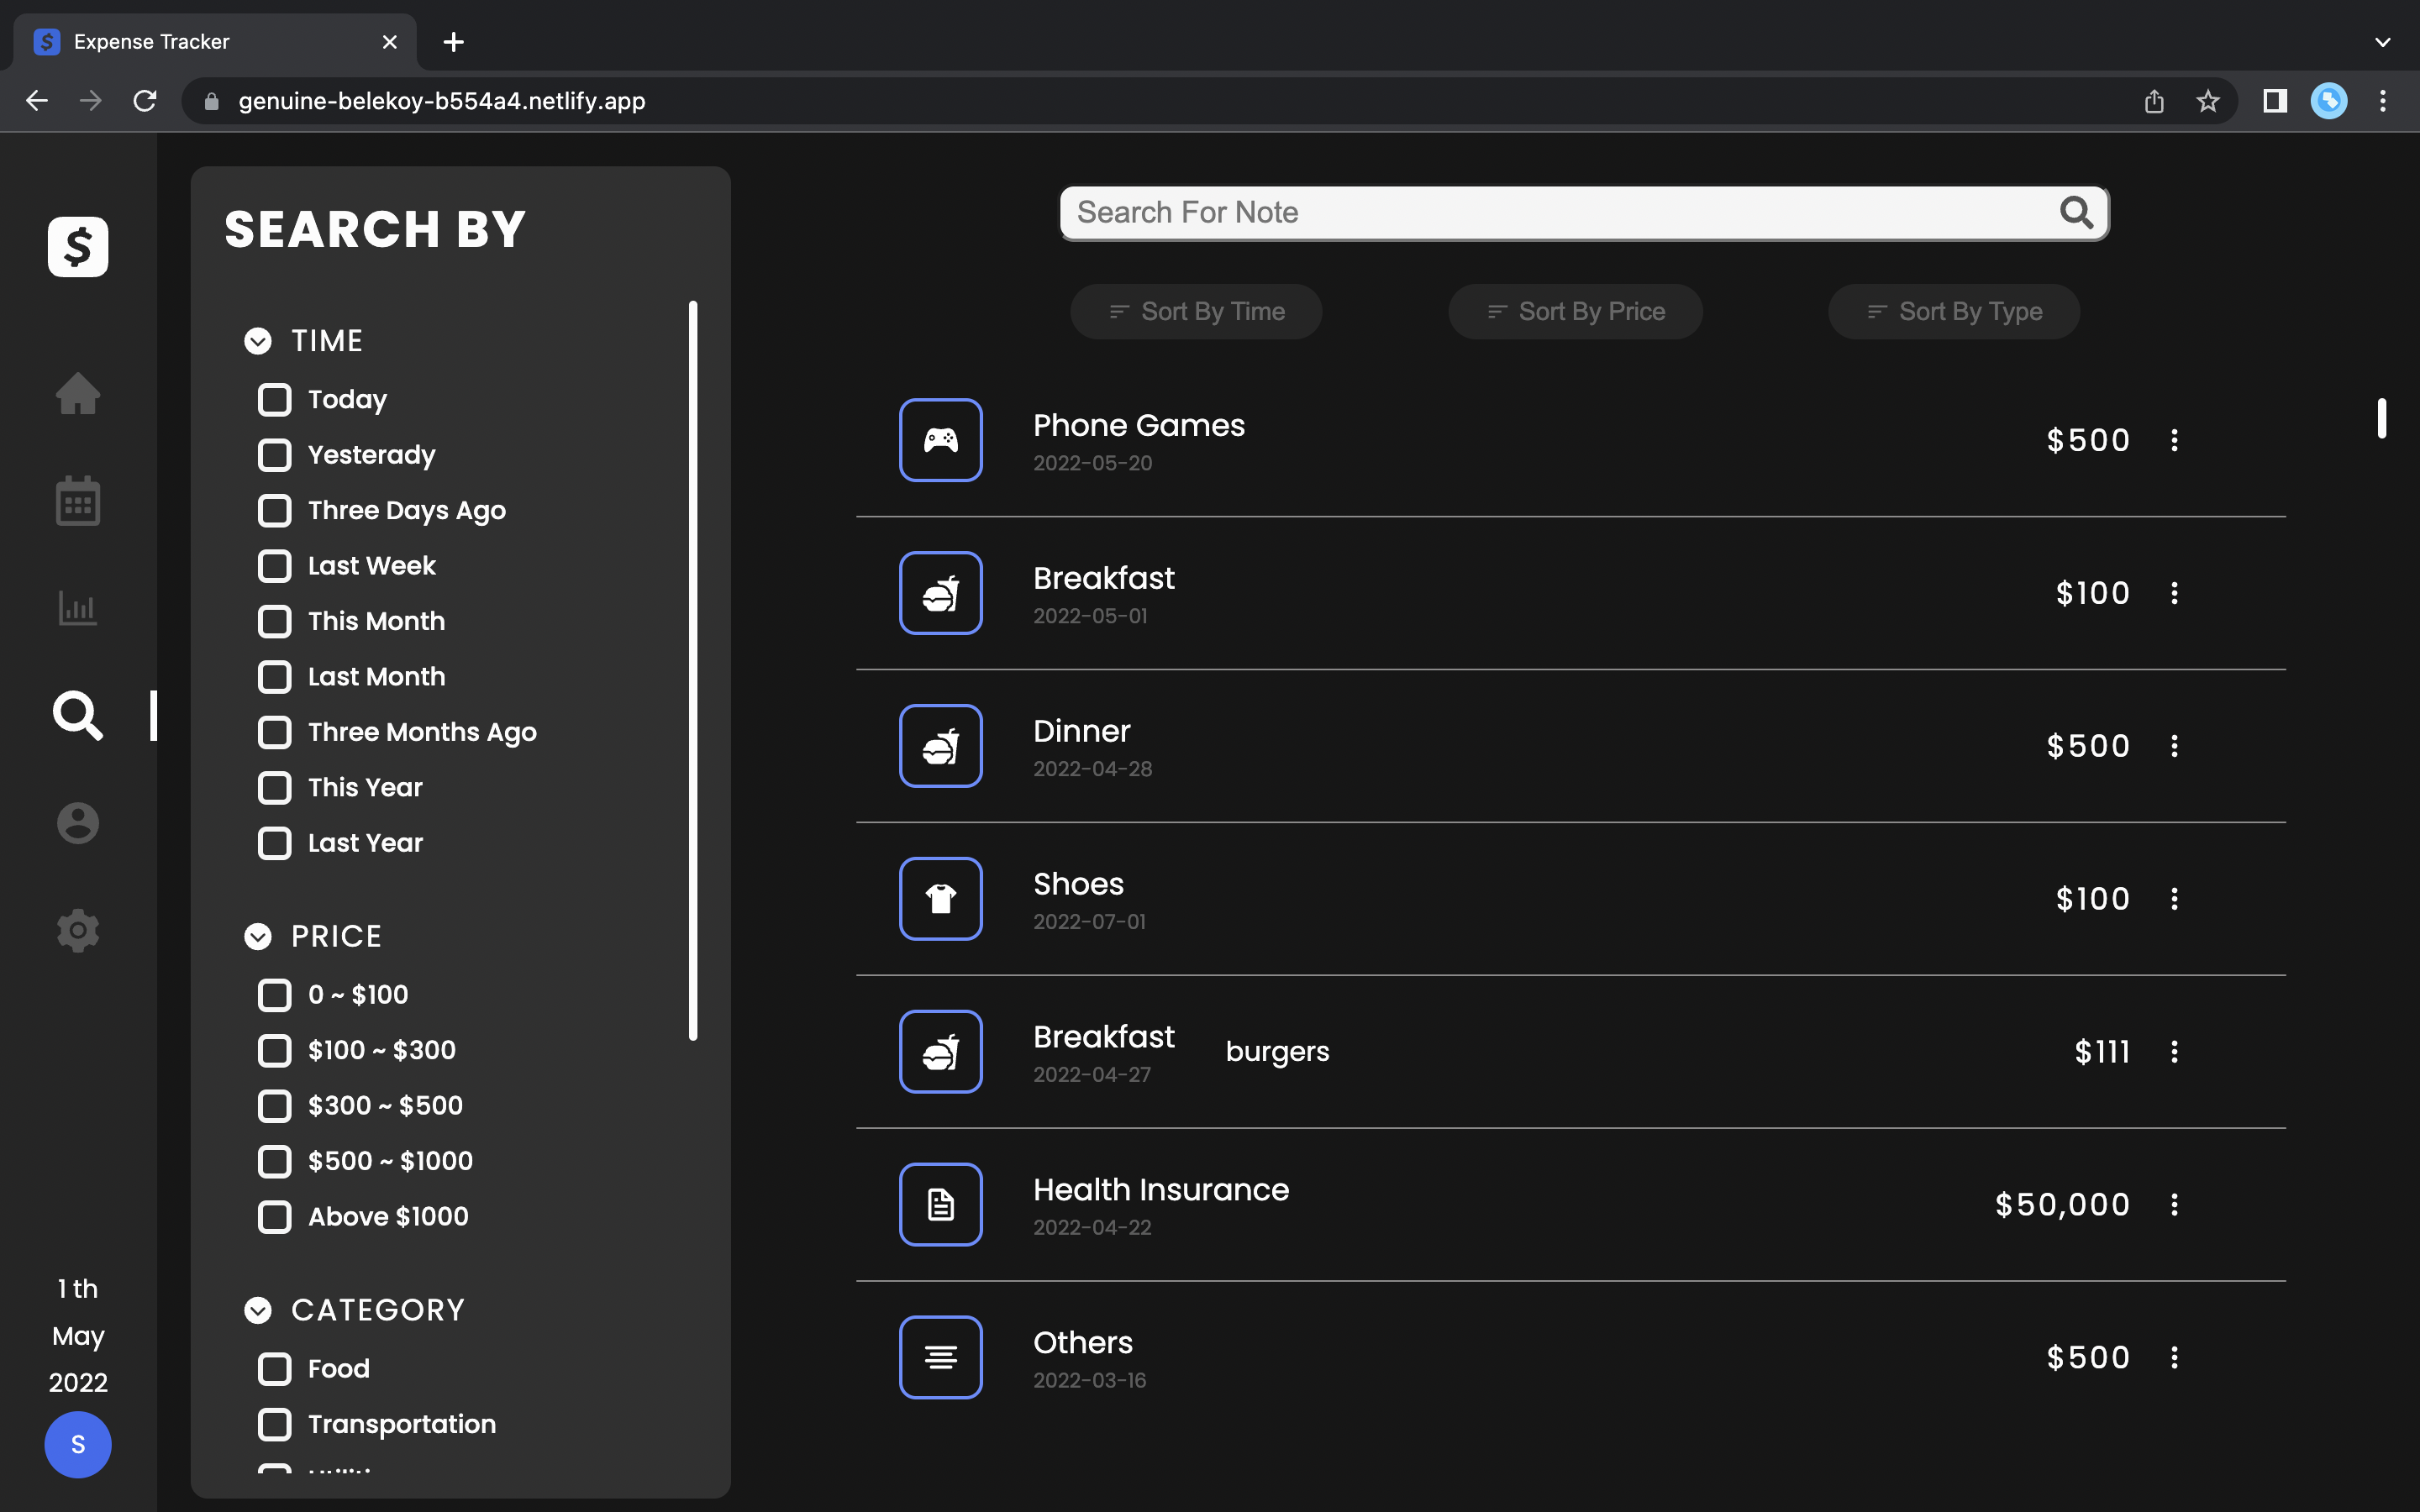 Expense Tracker
genuine-belekoy-b554a4.netlify.app
SEARCH BY
TIME
Today
Yesterady
Three Days Ago
Last Week
This Month
Last Month
Three Months Ago
This Year
Last Year
PRICE
0 ~ $100
$100 ~ $300
$300 ~ $500
$500 ~ $1000
Above $1000
CATEGORY
Food
Transportation
1 th
May
2022
S
Search For Note
Sort By Time
Sort By Price
Sort By Type
Phone Games
2022-05-20
$500
Breakfast
2022-05-01
$100
Dinner
2022-04-28
$500
Shoes
2022-07-01
$100
Breakfast
2022-04-27
burgers
$111
Health Insurance
2022-04-22
$50,000
Others
2022-03-16
$500